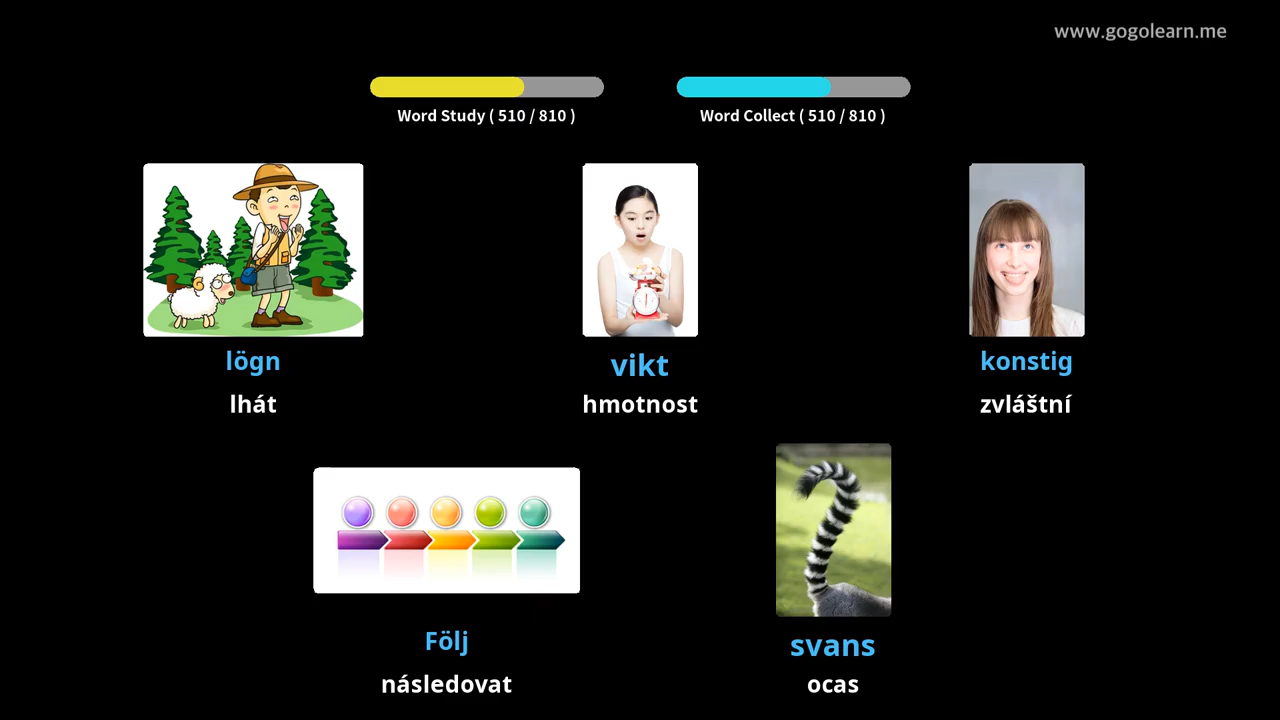 www.gogolearn.me
Word Study ( 510 / 810 )
Word Collect ( 510 / 810 )
lögn
vikt
konstig
lhát
hmotnost
zvláštní
Följ
svans
následovat
ocas